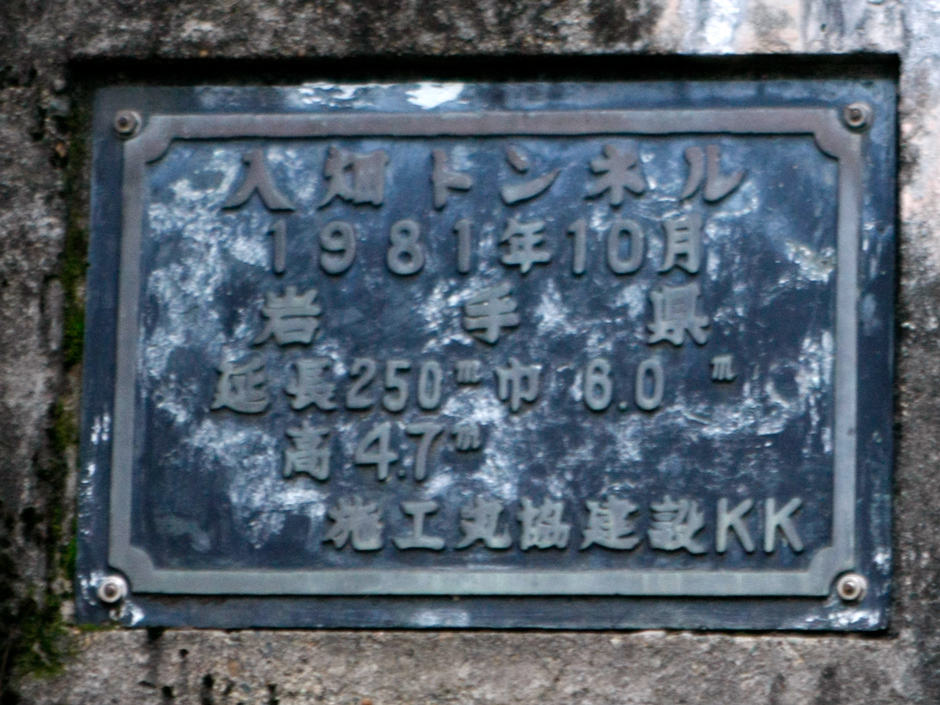 入畑トンネル
1981年10月
岩手県
延長250m巾6.0m
高4.7m
施工丸協建設KK